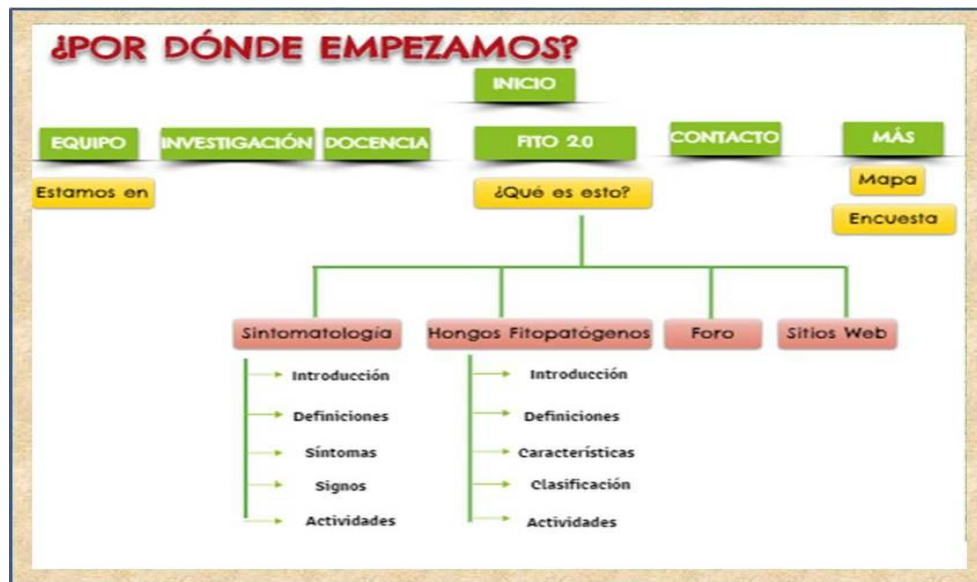 ¿POR DÓNDE EMPEZAMOS?
INICIO
EQUIPO
INVESTIGACIÓN
DOCENCIA
FITO 2.0
CONTACTO
MÁS
Estamos en
¿Qué es esto?
Mapa
Encuesta
Sintomatología
Hongos Fitopatógenos
Foro
Sitios Web
Introducción
Definiciones
Síntomas
Signos
Actividades
Introducción
Definiciones
Características
Clasificación
Actividades